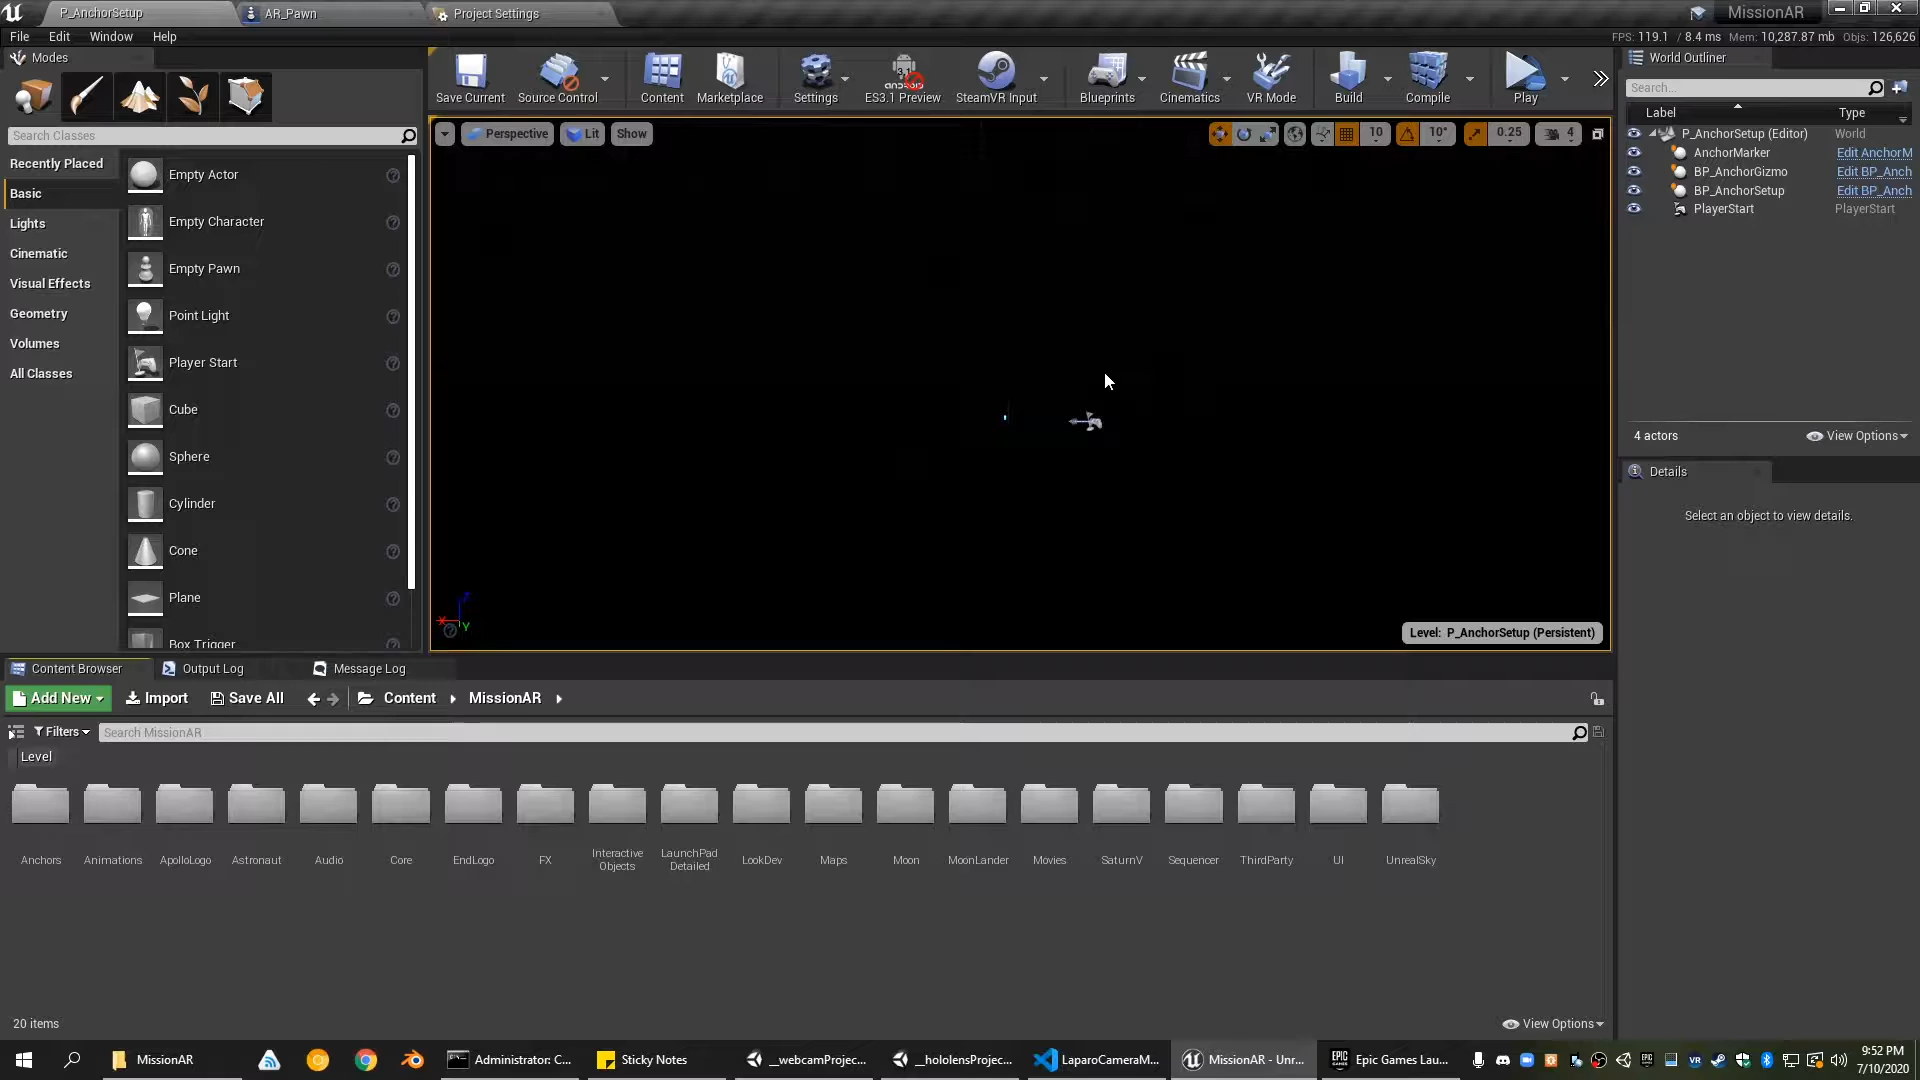 P_AnchorSetup
AR_Pawn
Project Settings
MissionAR
File Edit Window Help
FPS: 119.1 / 8.4 ms Mem: 10,287.87 mb Objs: 126,626
Modes
Search Classes
Recently Placed
Basic
Lights
Cinematic
Visual Effects
Geometry
Volumes
All Classes
Empty Actor
Empty Character
Empty Pawn
Point Light
Player Start
Cube
Sphere
Cylinder
Cone
Plane
Box Trigger
Save Current
Source Control
Content
Marketplace
Settings
ES3.1 Preview
SteamVR Input
Blueprints
Cinematics
VR Mode
Build
Compile
Play
Perspective Lit Show
10 10° 0.25 4
X Z Y
Level: P_AnchorSetup (Persistent)
World Outliner
Search...
Label Type
P_AnchorSetup (Editor) World
AnchorMarker Edit AnchorM
BP_AnchorGizmo Edit BP_Anch
BP_AnchorSetup Edit BP_Anch
PlayerStart PlayerStart
4 actors View Options
Details
Select an object to view details.
Content Browser Output Log Message Log
Add New Import Save All Content MissionAR
Filters Search MissionAR
Level
Anchors
Animations
ApolloLogo
Astronaut
Audio
Core
EndLogo
FX
Interactive
Objects
LaunchPad
Detailed
LookDev
Maps
Moon
MoonLander
Movies
SaturnV
Sequencer
ThirdParty
UI
UnrealSky
20 items View Options
MissionAR
Administrator: C...
Sticky Notes
__webcamProjec...
__hololensProjec...
LaparoCameraM...
MissionAR - Unr...
Epic Games Lau...
9:52 PM
7/10/2020